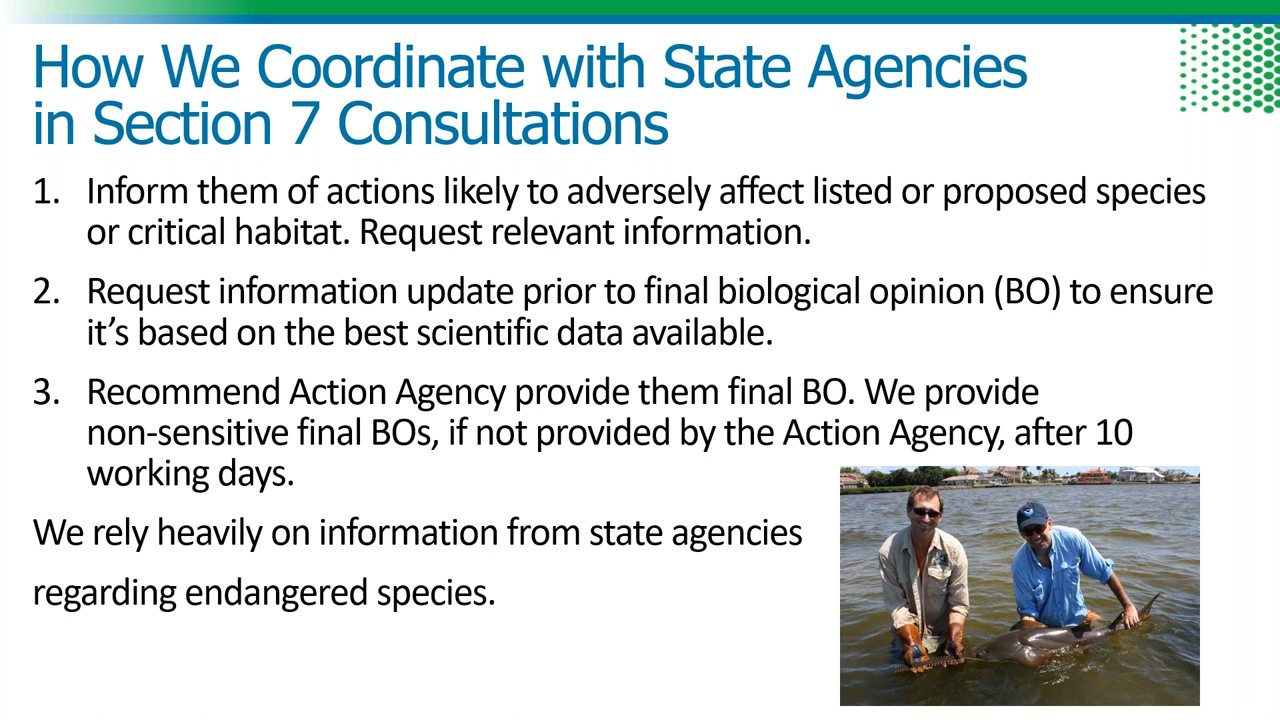 How We Coordinate with State Agencies
in Section 7 Consultations
1. Inform them of actions likely to adversely affect listed or proposed species
or critical habitat. Request relevant information.
2. Request information update prior to final biological opinion (BO) to ensure
it’s based on the best scientific data available.
3. Recommend Action Agency provide them final BO. We provide
non-sensitive final BOs, if not provided by the Action Agency, after 10
working days.
We rely heavily on information from state agencies
regarding endangered species.